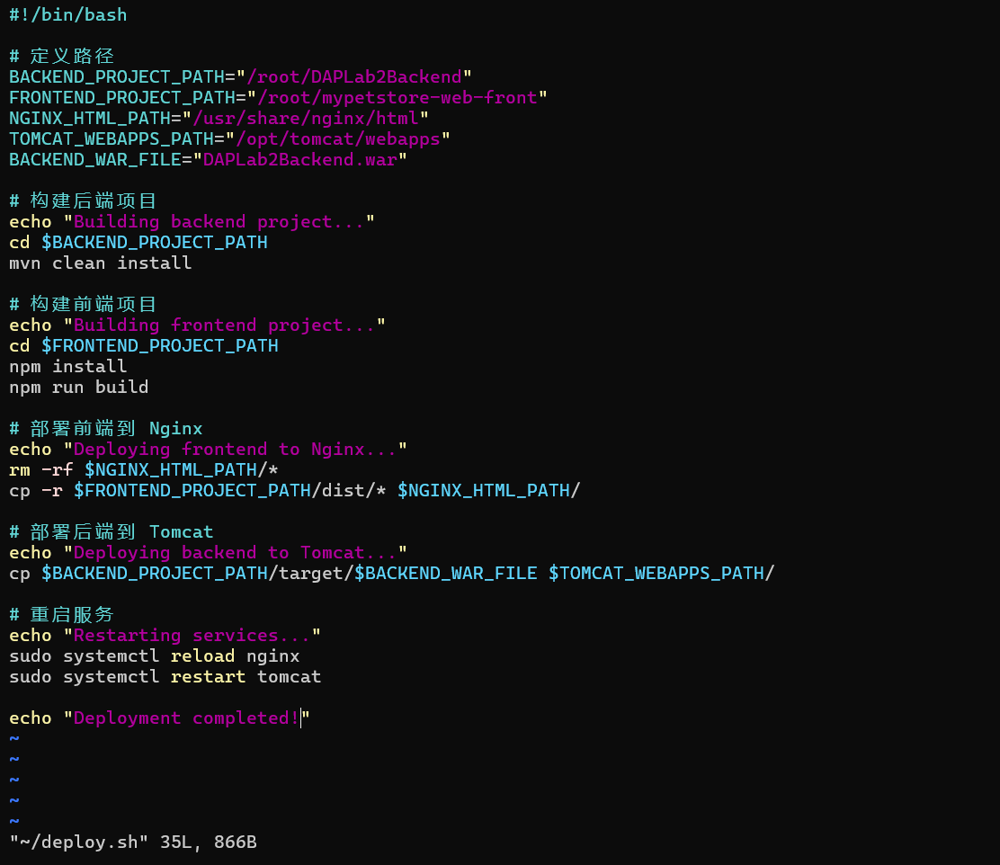 #!/bin/bash
# 定义路径
BACKEND_PROJECT_PATH="/root/DAPLab2Backend"
FRONTEND_PROJECT_PATH="/root/mypetstore-web-front"
NGINX_HTML_PATH="/usr/share/nginx/html"
TOMCAT_WEBAPPS_PATH="/opt/tomcat/webapps"
BACKEND_WAR_FILE="DAPLab2Backend.war"
# 构建后端项目
echo "Building backend project..."
cd $BACKEND_PROJECT_PATH
mvn clean install
# 构建前端项目
echo "Building frontend project..."
cd $FRONTEND_PROJECT_PATH
npm install
npm run build
# 部署前端到 Nginx
echo "Deploying frontend to Nginx..."
rm -rf $NGINX_HTML_PATH/*
cp -r $FRONTEND_PROJECT_PATH/dist/* $NGINX_HTML_PATH/
# 部署后端到 Tomcat
echo "Deploying backend to Tomcat..."
cp $BACKEND_PROJECT_PATH/target/$BACKEND_WAR_FILE $TOMCAT_WEBAPPS_PATH/
# 重启服务
echo "Restarting services..."
sudo systemctl reload nginx
sudo systemctl restart tomcat
echo "Deployment completed!"
~
~
~
~
~
"~/deploy.sh" 35L, 866B